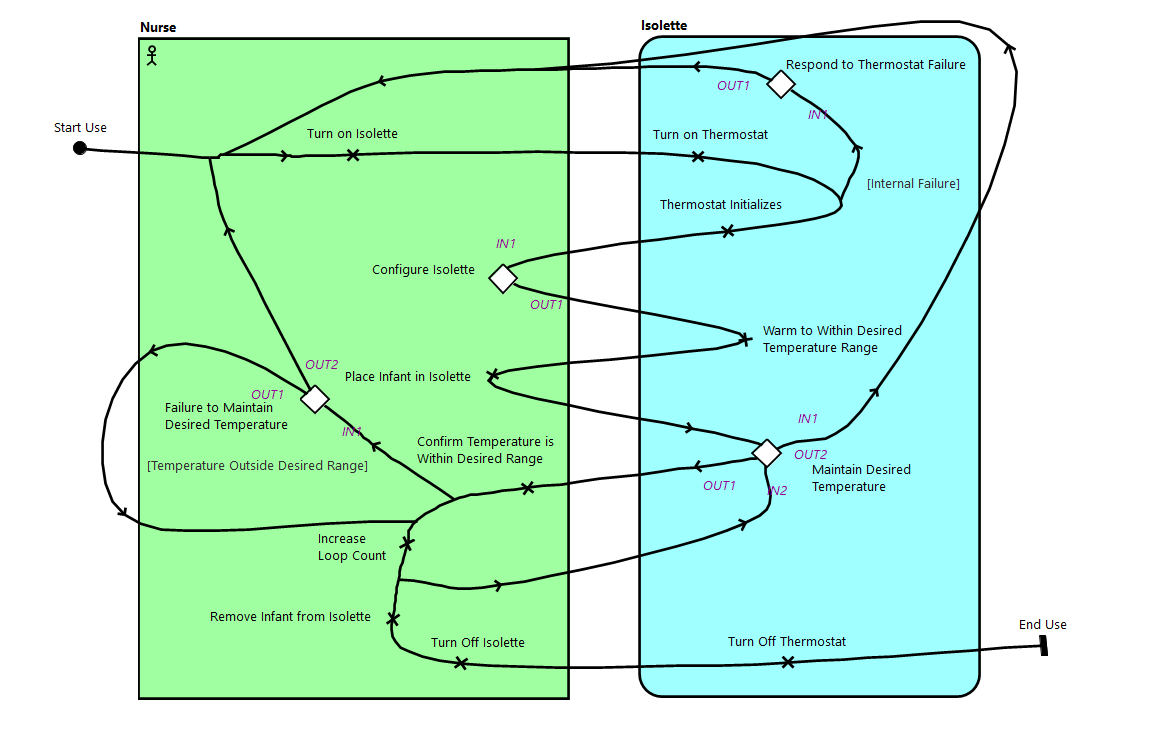 Nurse
Isolette
Respond to Thermostat Failure
OUT1
IN1
Start Use
Turn on Isolette
Turn on Thermostat
[Internal Failure]
Thermostat Initializes
IN1
Configure Isolette
OUT1
Warm to Within Desired
Temperature Range
OUT2
Place Infant in Isolette
OUT1
Failure to Maintain
Desired Temperature
IN1
[Temperature Outside Desired Range]
Confirm Temperature is
Within Desired Range
IN1
OUT2
Maintain Desired
Temperature
OUT1
IN2
Increase
Loop Count
Remove Infant from Isolette
Turn Off Isolette
Turn Off Thermostat
End Use